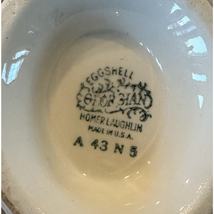 EGGSHELL
GEORGIAN
HOMER LAUGHLIN
MADE IN U.S.A.
A 43 N 5